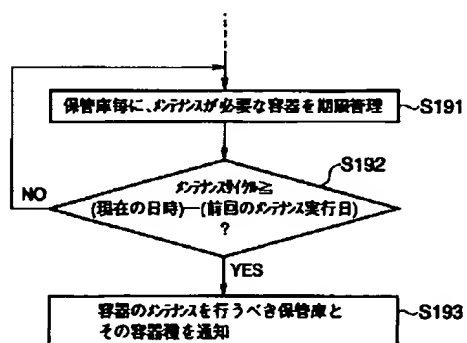 保管庫毎に、メンテナンスが必要な容器を期限管理
S191
S192
メンテナンスサイクル≧
(現在の日時)—(前回のメンテナンス実行日)
?
NO
YES
容器のメンテナンスを行うべき保管庫と
その容器種を通知
S193